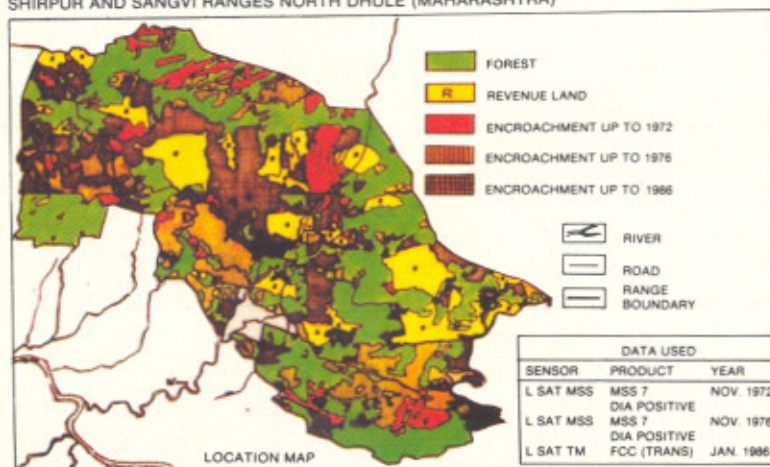 SHIRPUR AND SANGVI RANGES NORTH DHULE (MAHARASHTRA)
FOREST
R REVENUE LAND
ENCROACHMENT UP TO 1972
ENCROACHMENT UP TO 1976
ENCROACHMENT UP TO 1986
RIVER
ROAD
RANGE
BOUNDARY
DATA USED
SENSOR PRODUCT YEAR
L SAT MSS MSS 7 NOV. 1972
DIA POSITIVE
L SAT MSS MSS 7 NOV. 1976
DIA POSITIVE
L SAT TM FCC (TRANS) JAN. 1986
LOCATION MAP